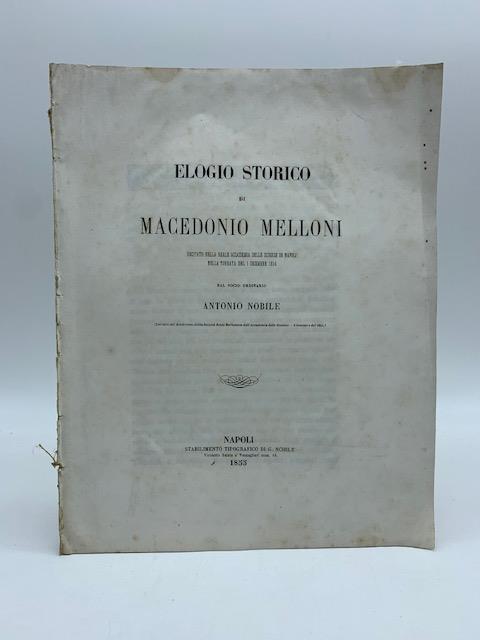 ELOGIO STORICO
DI
MACEDONIO MELLONI
RECITATO NELLA REALE ACCADEMIA DELLE SCIENZE DI NAPOLI
NELLA TORNATA DEL 1 DICEMBRE 1854
DAL SOCIO ORDINARIO
ANTONIO NOBILE
NAPOLI
STABILIMENTO TIPOGRAFICO DI G. NOBILE
1855